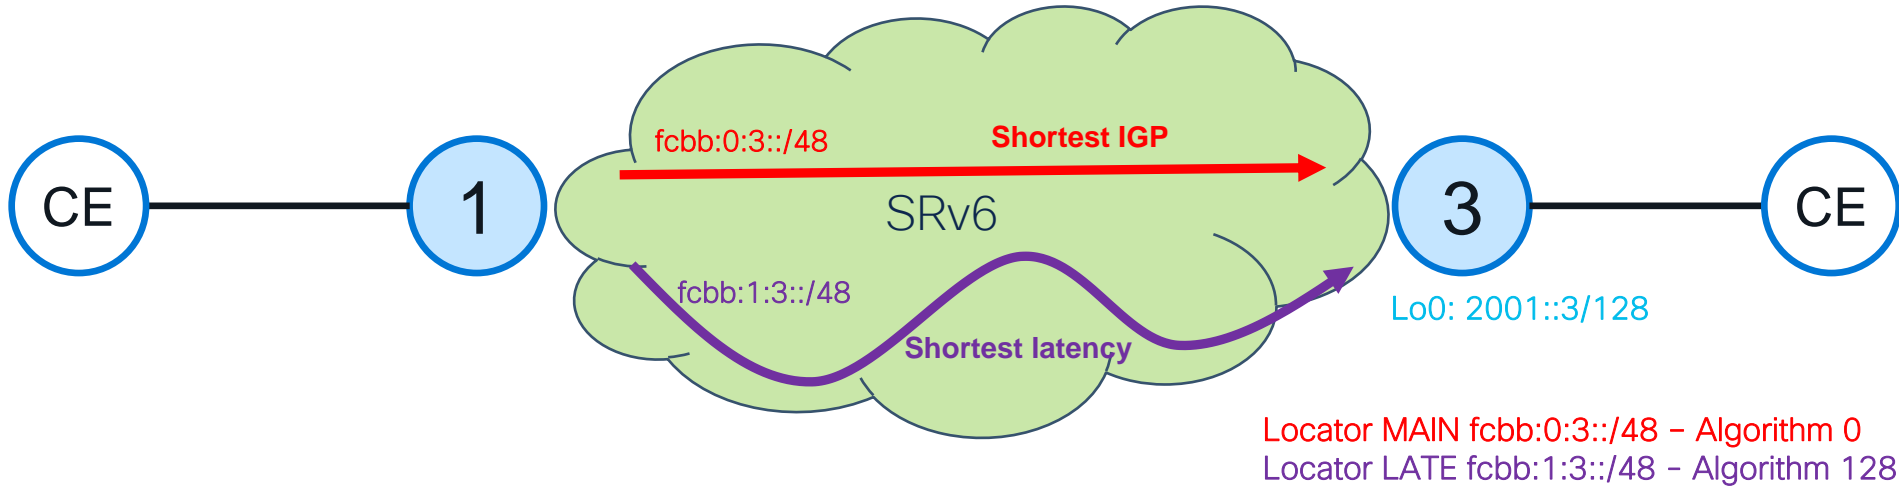 CE
1
fcbb:0:3::/48
Shortest IGP
SRv6
fcbb:1:3::/48
Shortest latency
3
CE
Lo0: 2001::3/128
Locator MAIN fcbb:0:3::/48 – Algorithm 0
Locator LATE fcbb:1:3::/48 – Algorithm 128